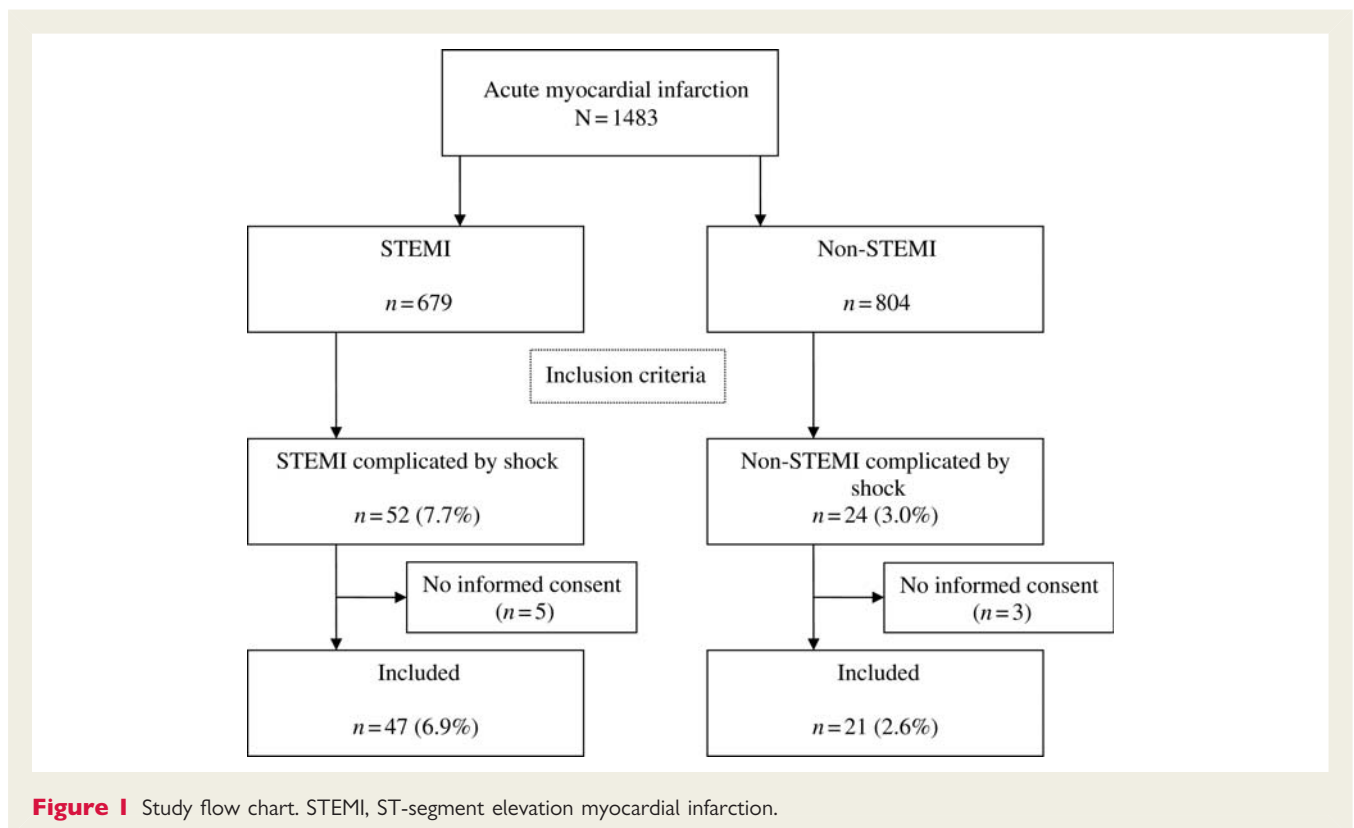 Acute myocardial infarction
N = 1483
STEMI
n = 679
Non-STEMI
n = 804
Inclusion criteria
STEMI complicated by shock
n = 52 (7.7%)
Non-STEMI complicated by
shock
n = 24 (3.0%)
No informed consent
(n = 5)
No informed consent
(n = 3)
Included
n = 47 (6.9%)
Included
n = 21 (2.6%)
Figure 1 Study flow chart. STEMI, ST-segment elevation myocardial infarction.